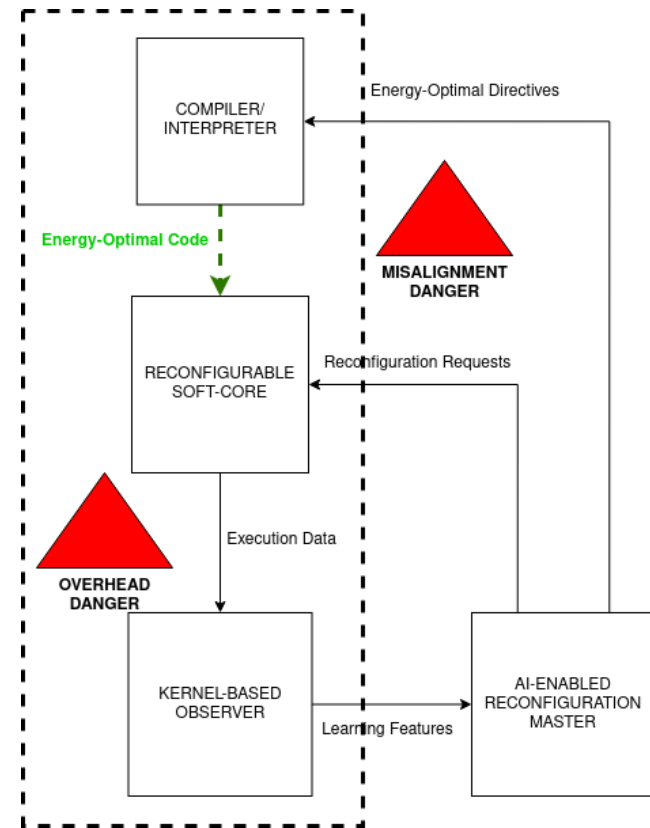 COMPILER/
INTERPRETER
Energy-Optimal Directives
Energy-Optimal Code
MISALIGNMENT
DANGER
RECONFIGURABLE
SOFT-CORE
Reconfiguration Requests
Execution Data
OVERHEAD
DANGER
KERNEL-BASED
OBSERVER
Learning Features
AI-ENABLED
RECONFIGURATION
MASTER